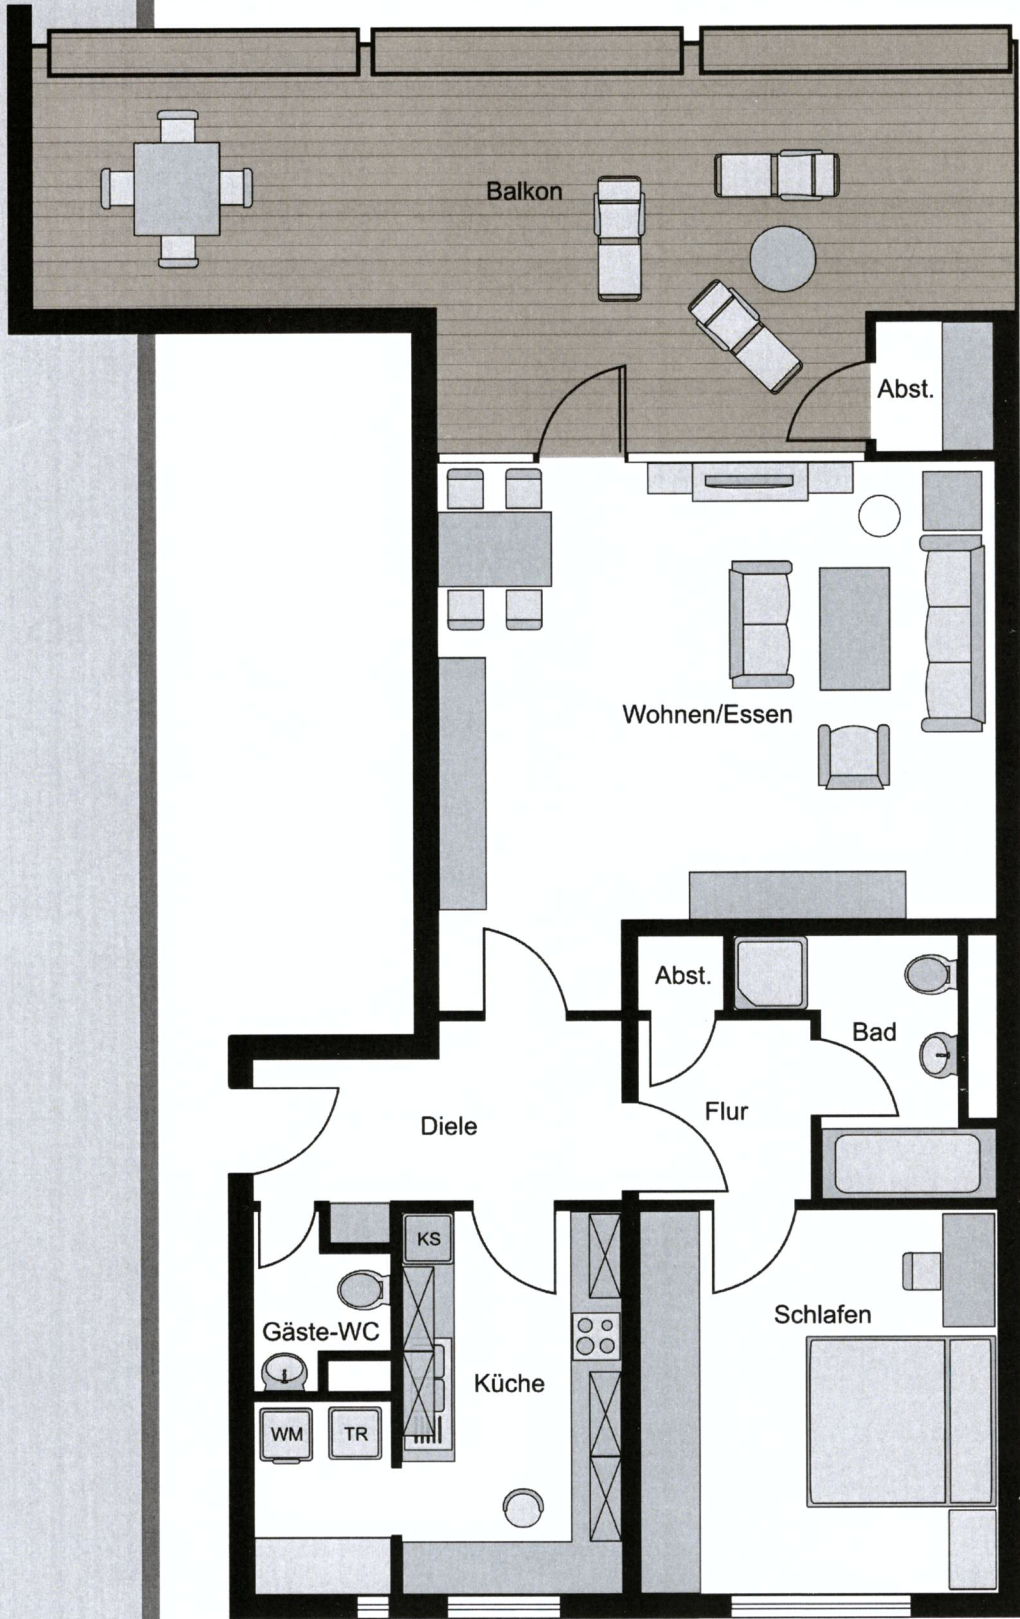 Balkon
Abst.
Wohnen/Essen
Abst.
Bad
Flur
Diele
KS
Schlafen
Gäste-WC
Küche
WM
TR